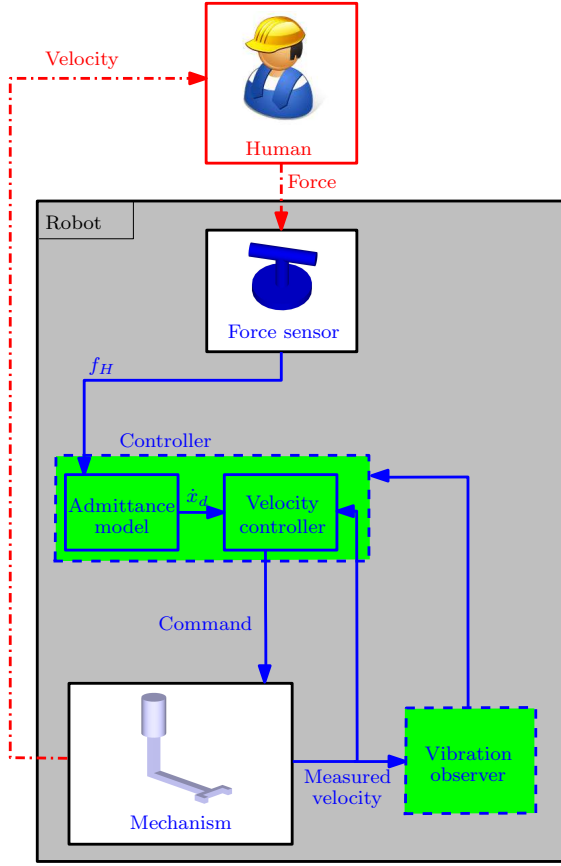 Velocity
Human
Force
Robot
Force sensor
f_H
Controller
Admittance
model
ẋ_d
Velocity
controller
Command
Measured
velocity
Vibration
observer
Mechanism